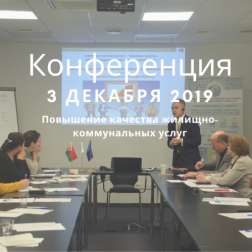 Конференция
3 ДЕКАБРЯ 2019
Повышение качества жилищно-
коммунальных услуг